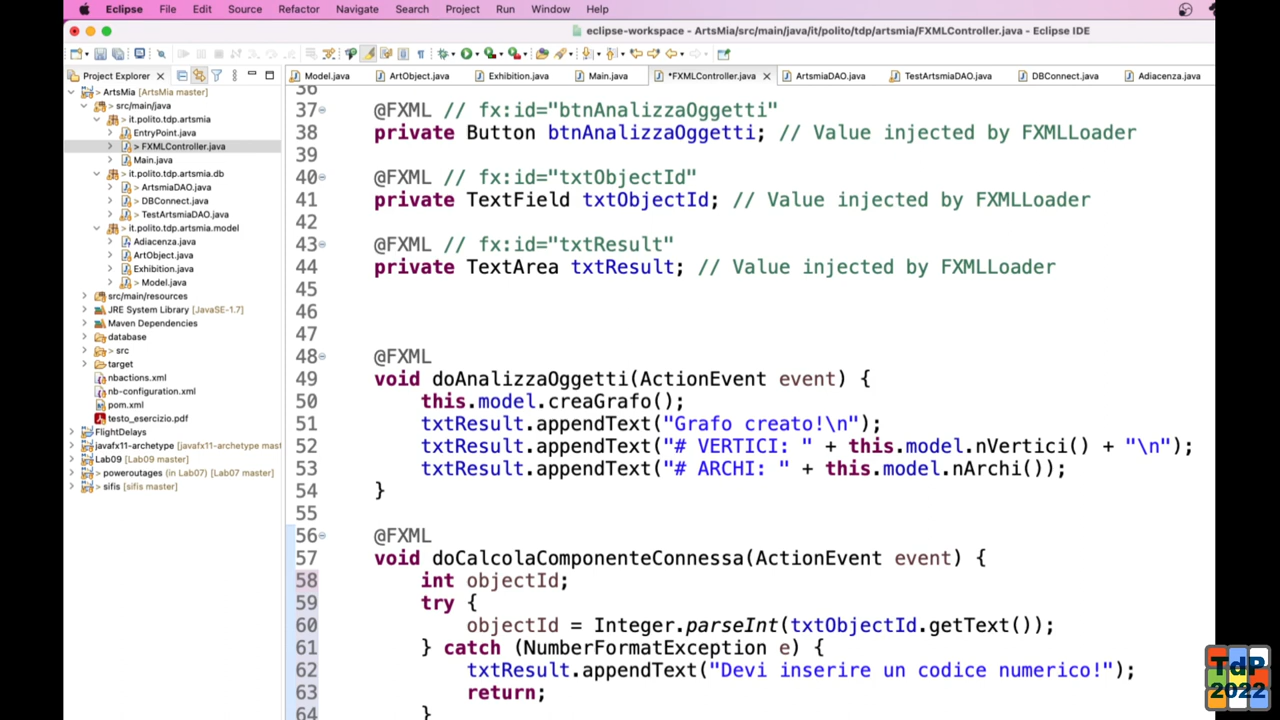 Eclipse File Edit Source Refactor Navigate Search Project Run Window Help
eclipse-workspace - ArtsMia/src/main/java/it/polito/tdp/artsmia/FXMLController.java - Eclipse IDE
Project Explorer
Model.java ArtObject.java Exhibition.java Main.java *FXMLController.java ArtsmiaDAO.java TestArtsmiaDAO.java DBConnect.java Adiacenza.java
ArtsMia [ArtsMia master]
src/main/java
it.polito.tdp.artsmia
EntryPoint.java
> FXMLController.java
Main.java
it.polito.tdp.db
> ArtsmiaDAO.java
> DBConnect.java
> TestArtsmiaDAO.java
> it.polito.tdp.artsmia.model
Adiacenza.java
ArtObject.java
Exhibition.java
> Model.java
src/main/resources
JRE System Library [JavaSE-1.7]
Maven Dependencies
database
> src
target
nbactions.xml
nb-configuration.xml
pom.xml
testo_esercizio.pdf
FlightDelays
javafx11-archetype [javafx11-archetype mast
> Lab09 [Lab09 master]
> poweroutages (in Lab07) [Lab07 master]
> sifis [sifis master]
36
37 @FXML // fx:id="btnAnalizzaOggetti"
38 private Button btnAnalizzaOggetti; // Value injected by FXMLLoader
39
40 @FXML // fx:id="txtObjectId"
41 private TextField txtObjectId; // Value injected by FXMLLoader
42
43 @FXML // fx:id="txtResult"
44 private TextArea txtResult; // Value injected by FXMLLoader
45
46
47
48 @FXML
49 void doAnalizzaOggetti(ActionEvent event) {
50 this.model.creaGrafo();
51 txtResult.appendText("Grafo creato!\n");
52 txtResult.appendText("# VERTICI: " + this.model.nVertici() + "\n");
53 txtResult.appendText("# ARCHI: " + this.model.nArchi());
54 }
55
56 @FXML
57 void doCalcolaComponenteConnessa(ActionEvent event) {
58 int objectId;
59 try {
60 objectId = Integer.parseInt(txtObjectId.getText());
61 } catch (NumberFormatException e) {
62 txtResult.appendText("Devi inserire un codice numerico!");
63 return;
64 }
TdP
2022